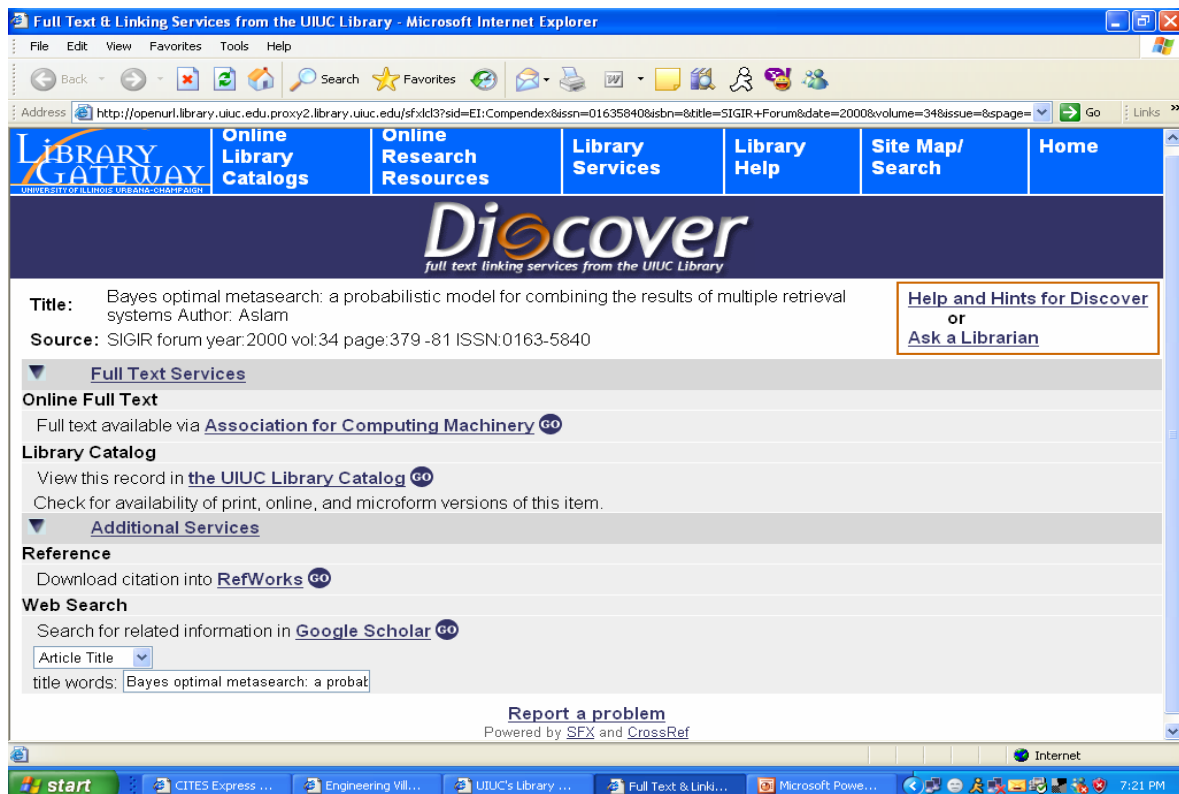 Full Text & Linking Services from the UIUC Library - Microsoft Internet Explorer
File Edit View Favorites Tools Help
Back Search Favorites
Address http://openurl.library.uiuc.edu.proxy2.library.uiuc.edu/sfxlcl3?sid=EI:Compendex&issn=01635840&isbn=&title=SIGIR+Forum&date=2000&volume=34&issue=&spage= Go Links »
LIBRARY GATEWAY
UNIVERSITY OF ILLINOIS URBANA-CHAMPAIGN
Online Library Catalogs
Online Research Resources
Library Services
Library Help
Site Map/ Search
Home
Discover
full text linking services from the UIUC Library
Title: Bayes optimal metasearch: a probabilistic model for combining the results of multiple retrieval
systems Author: Aslam
Source: SIGIR forum year:2000 vol:34 page:379 -81 ISSN:0163-5840
Help and Hints for Discover
or
Ask a Librarian
Full Text Services
Online Full Text
Full text available via Association for Computing Machinery GO
Library Catalog
View this record in the UIUC Library Catalog GO
Check for availability of print, online, and microform versions of this item.
Additional Services
Reference
Download citation into RefWorks GO
Web Search
Search for related information in Google Scholar GO
Article Title
title words: Bayes optimal metasearch: a probat
Report a problem
Powered by SFX and CrossRef
Internet
start CITES Express ... Engineering Vill... UIUC's Library ... Full Text & Linki... Microsoft Powe... 7:21 PM